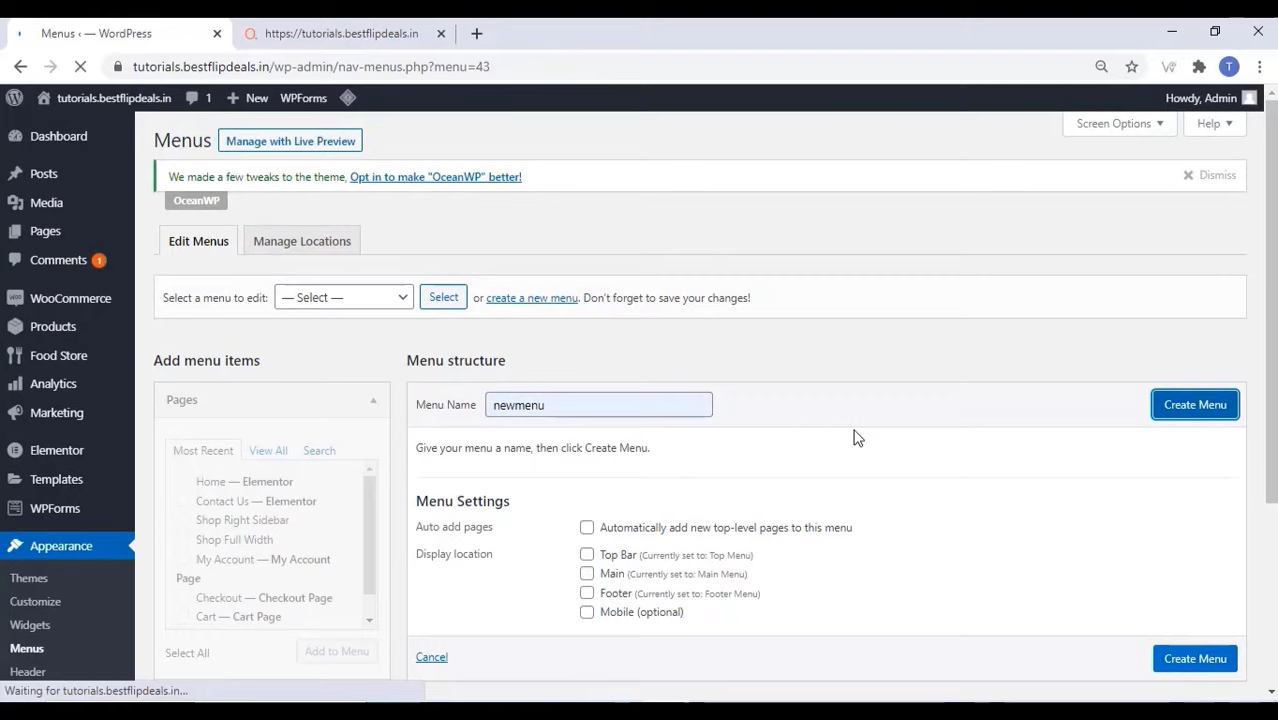 Menus ‹ — WordPress
https://tutorials.bestflipdeals.in
tutorials.bestflipdeals.in/wp-admin/nav-menus.php?menu=43
T
tutorials.bestflipdeals.in 1 New WPForms
Howdy, Admin
Screen Options
Help
Dashboard
Posts
Media
Pages
Comments 1
WooCommerce
Products
Food Store
Analytics
Marketing
Elementor
Templates
WPForms
Appearance
Themes
Customize
Widgets
Menus
Header
Menus Manage with Live Preview
We made a few tweaks to the theme, Opt in to make "OceanWP" better!
Dismiss
OceanWP
Edit Menus Manage Locations
Select a menu to edit: — Select — Select or create a new menu. Don't forget to save your changes!
Add menu items
Pages
Most Recent View All Search
Home — Elementor
Contact Us — Elementor
Shop Right Sidebar
Shop Full Width
My Account — My Account
Page
Checkout — Checkout Page
Cart — Cart Page
Select All Add to Menu
Menu structure
Menu Name newmenu Create Menu
Give your menu a name, then click Create Menu.
Menu Settings
Auto add pages Automatically add new top-level pages to this menu
Display location Top Bar (Currently set to: Top Menu)
Main (Currently set to: Main Menu)
Footer (Currently set to: Footer Menu)
Mobile (optional)
Cancel Create Menu
Waiting for tutorials.bestflipdeals.in...